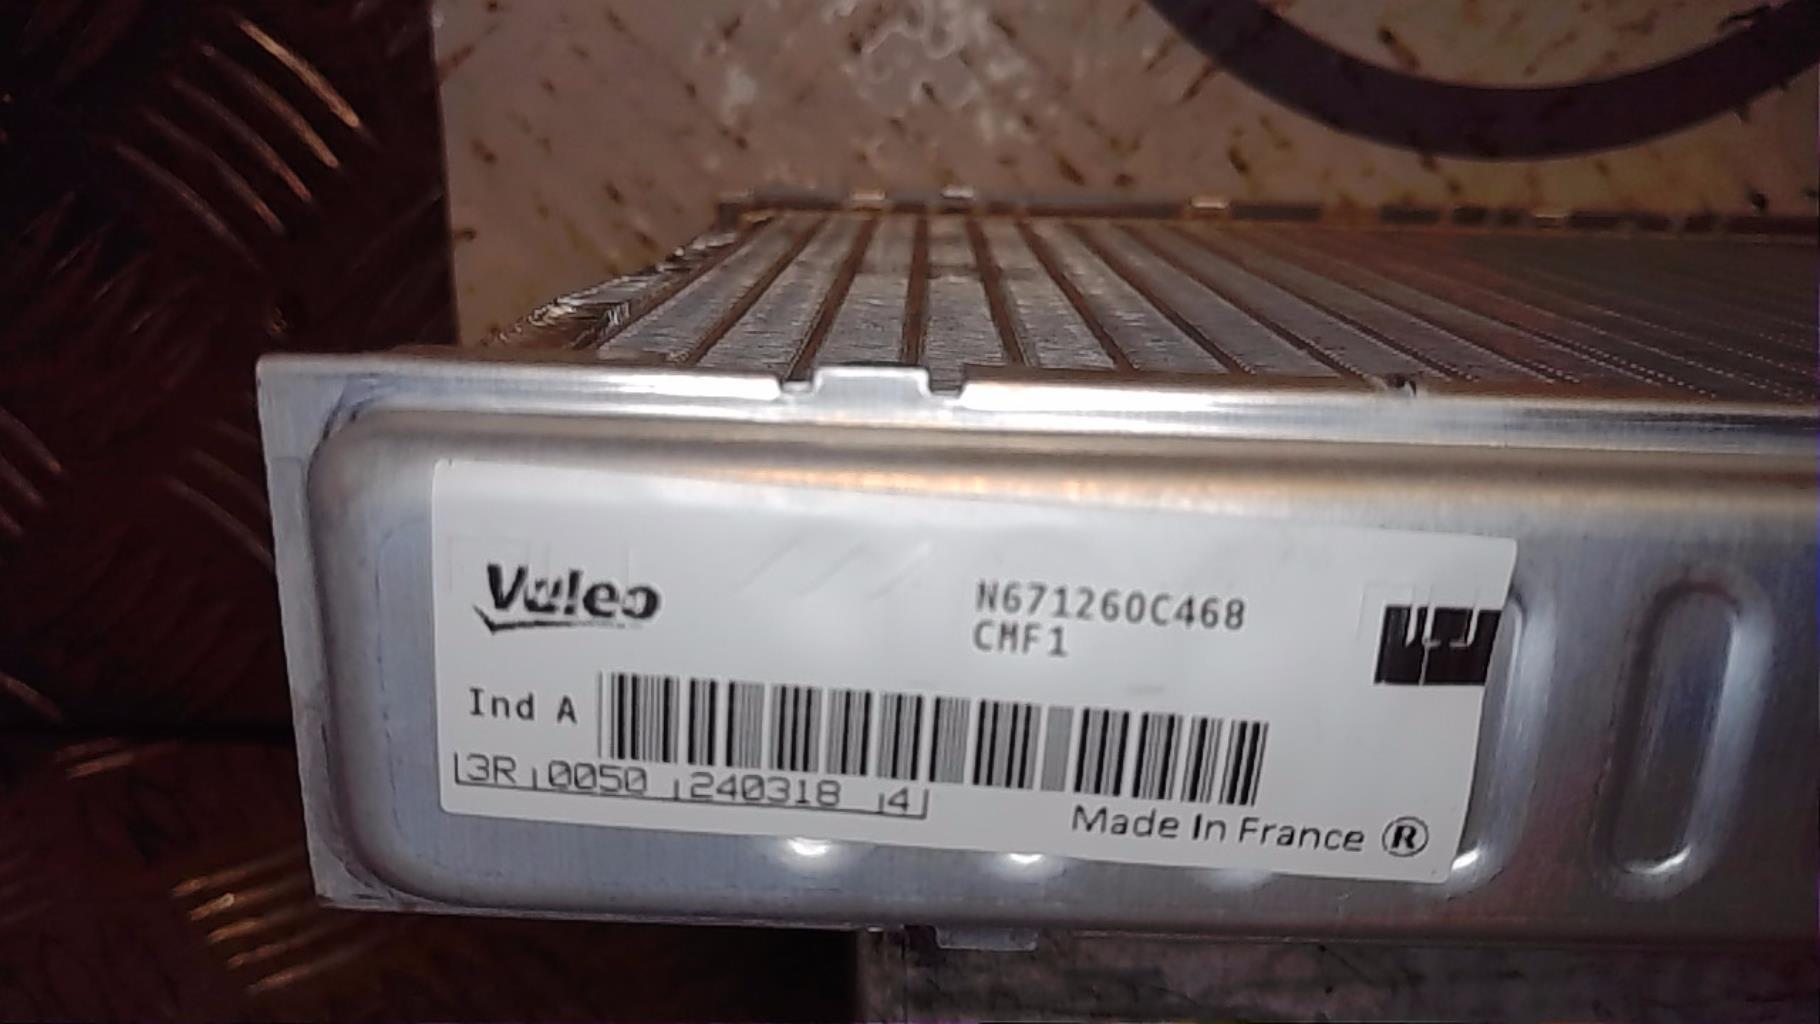 Valeo
N671260C468
CMF1
Ind A
3R 0050 240318 4
Made In France ®